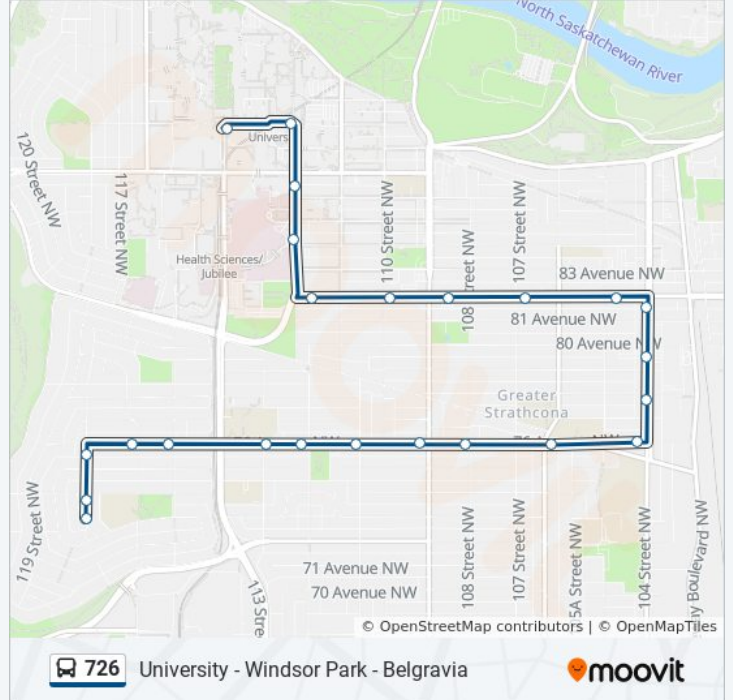 North Saskatchewan River
Univers
120 Street NW
117 Street NW
110 Street NW
107 Street NW
108 Street NW
Health Sciences/
Jubilee
83 Avenue NW
81 Avenue NW
80 Avenue NW
Greater
Strathcona
NW
NW
119 Street NW
108 Street NW
107 Street NW
5A Street NW
104 Street NW
y Boulevard NW
71 Avenue NW
70 Avenue NW
113 Stre
© OpenStreetMap contributors | © OpenMapTiles
726 University - Windsor Park - Belgravia
moovit